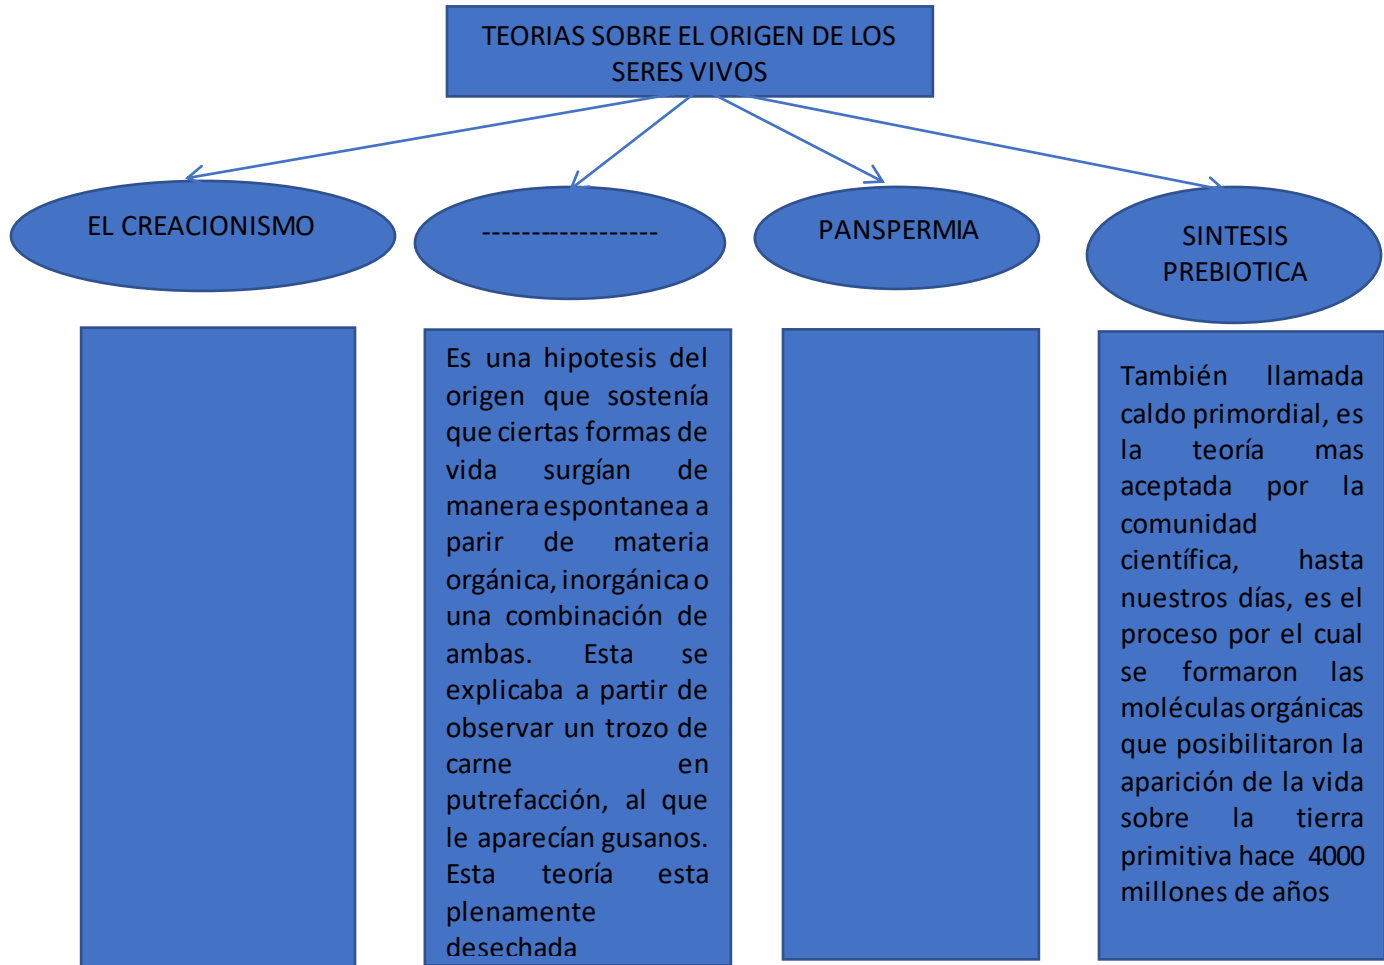 TEORIAS SOBRE EL ORIGEN DE LOS
SERES VIVOS
EL CREACIONISMO
------------------
PANSPERMIA
SINTESIS
PREBIOTICA
Es una hipotesis del
origen que sostenía
que ciertas formas de
vida surgían de
manera espontanea a
parir de materia
orgánica, inorgánica o
una combinación de
ambas. Esta se
explicaba a partir de
observar un trozo de
carne en
putrefacción, al que
le aparecían gusanos.
Esta teoría esta
plenamente
desechada
También llamada
caldo primordial, es
la teoría mas
aceptada por la
comunidad
científica, hasta
nuestros días, es el
proceso por el cual
se formaron las
moléculas orgánicas
que posibilitaron la
aparición de la vida
sobre la tierra
primitiva hace 4000
millones de años